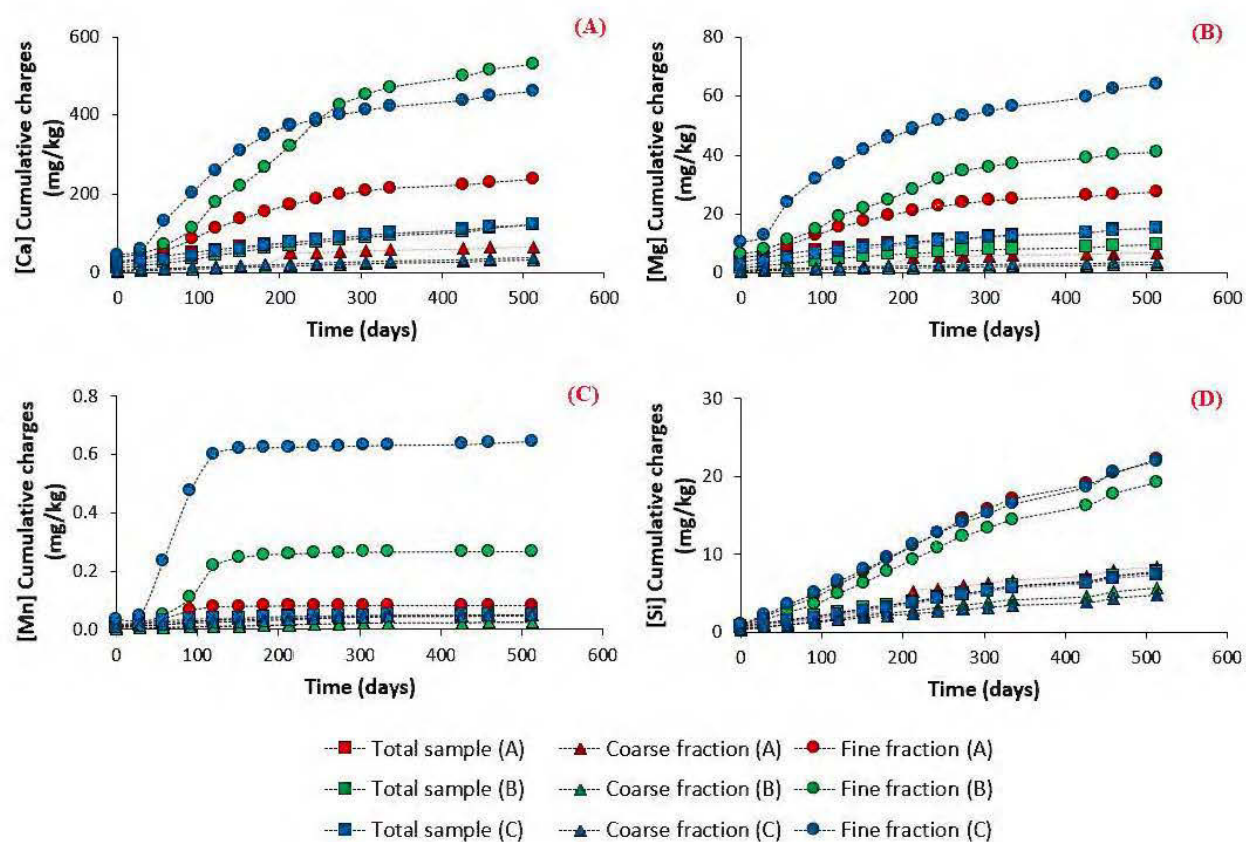 (A)
[Ca] Cumulative charges
(mg/kg)
600
400
200
0
0 100 200 300 400 500 600
Time (days)
(B)
[Mg] Cumulative charges
(mg/kg)
80
60
40
20
0
0 100 200 300 400 500 600
Time (days)
(C)
[Mn] Cumulative charges
(mg/kg)
0.8
0.6
0.4
0.2
0.0
0 100 200 300 400 500 600
Time (days)
(D)
[Si] Cumulative charges
(mg/kg)
30
20
10
0
0 100 200 300 400 500 600
Time (days)
Total sample (A) Coarse fraction (A) Fine fraction (A)
Total sample (B) Coarse fraction (B) Fine fraction (B)
Total sample (C) Coarse fraction (C) Fine fraction (C)